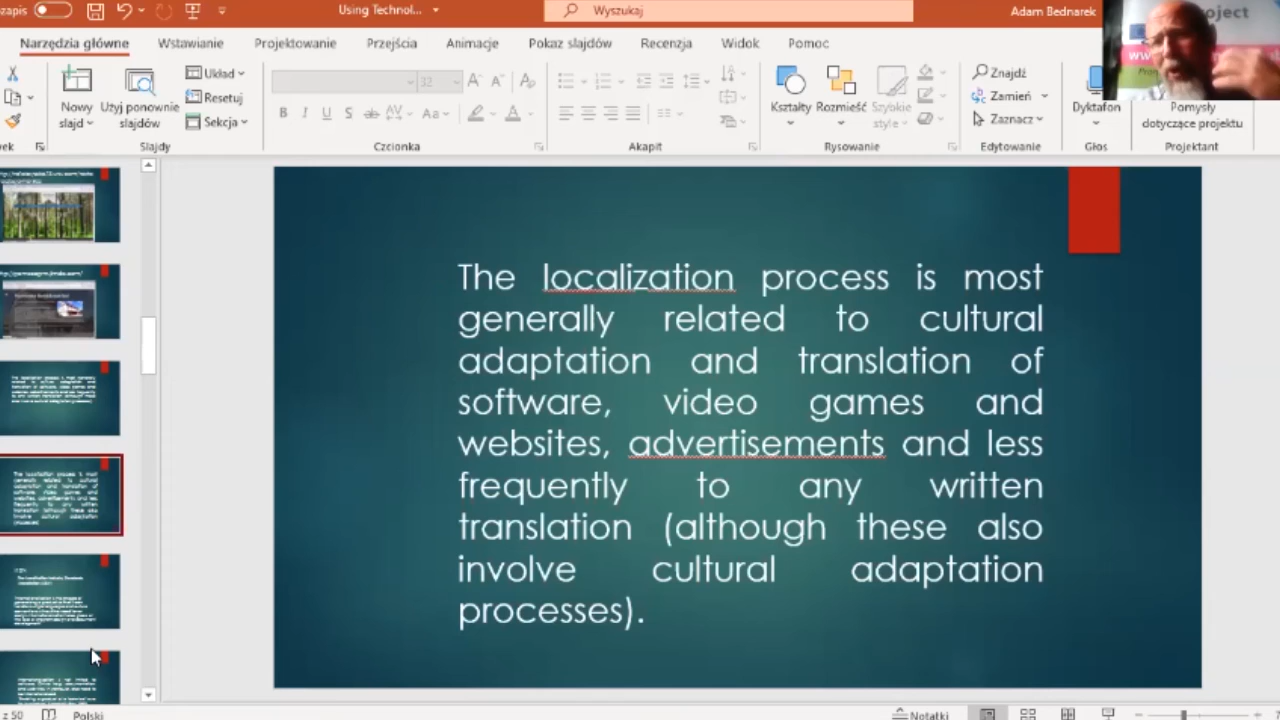 zapis
Using Technol...
Wyszukaj
Adam Bednarek
Narzędzia główne Wstawianie Projektowanie Przejścia Animacje Pokaz slajdów Recenzja Widok Pomoc
Nowy slajd
Użyj ponownie slajdów
Układ
Resetuj
Sekcja
32
Kształty
Rozmieść
Szybkie style
Znajdź
Zamień
Zaznacz
Dyktafon
Pomysły dotyczące projektu
Slajdy
Czcionka
Akapit
Rysowanie
Edytowanie
Głos
Projektant
The localization process is most
generally related to cultural
adaptation and translation of
software, video games and
websites, advertisements and less
frequently to any written
translation (although these also
involve cultural adaptation
processes).
z 50
Polski
Notatki